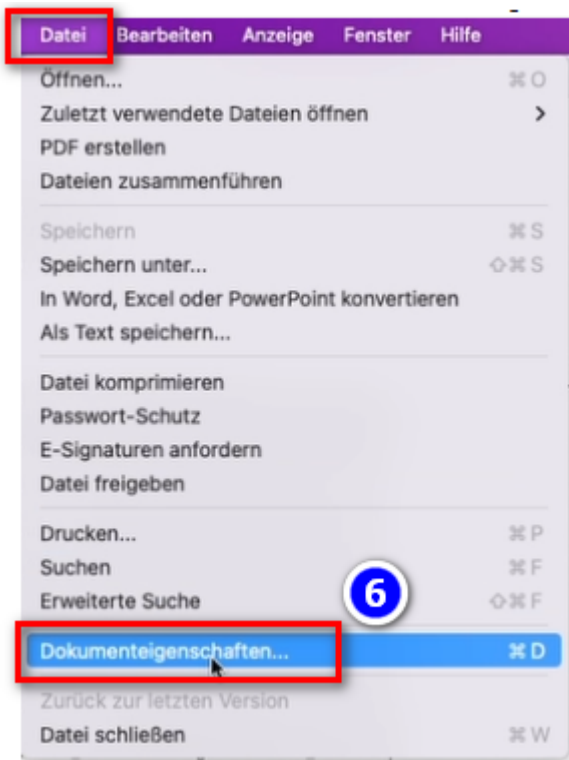 Datei Bearbeiten Anzeige Fenster Hilfe
Öffnen... ⌘ O
Zuletzt verwendete Dateien öffnen >
PDF erstellen
Dateien zusammenführen
Speichern ⌘ S
Speichern unter... ⇧⌘ S
In Word, Excel oder PowerPoint konvertieren
Als Text speichern...
Datei komprimieren
Passwort-Schutz
E-Signaturen anfordern
Datei freigeben
Drucken... ⌘ P
Suchen ⌘ F
6
Erweiterte Suche ⇧⌘ F
Dokumenteigenschaften... ⌘ D
Zurück zur letzten Version
Datei schließen ⌘ W